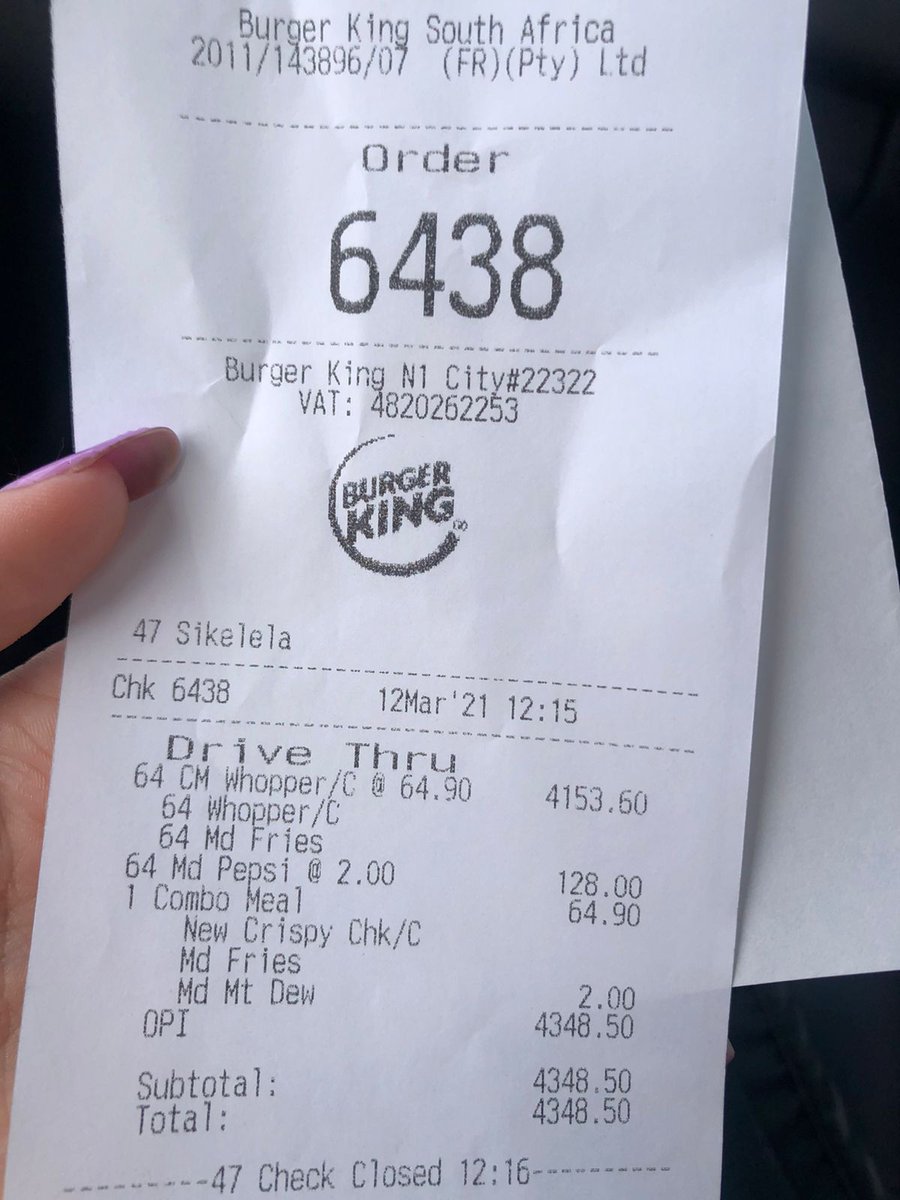 Burger King South Africa
2011/143896/07 (FR)(Pty) Ltd
Order
6438
Burger King N1 City#22322
VAT: 4820262253
BURGER
KING
47 Sikelela
Chk 6438 12Mar'21 12:15
Drive Thru
64 CM Whopper/C @ 64.90 4153.60
64 Whopper/C
64 Md Fries
64 Md Pepsi @ 2.00 128.00
1 Combo Meal 64.90
New Crispy Chk/C
Md Fries
Md Mt Dew 2.00
OPI 4348.50
Subtotal: 4348.50
Total: 4348.50
--------47 Check Closed 12:16--------